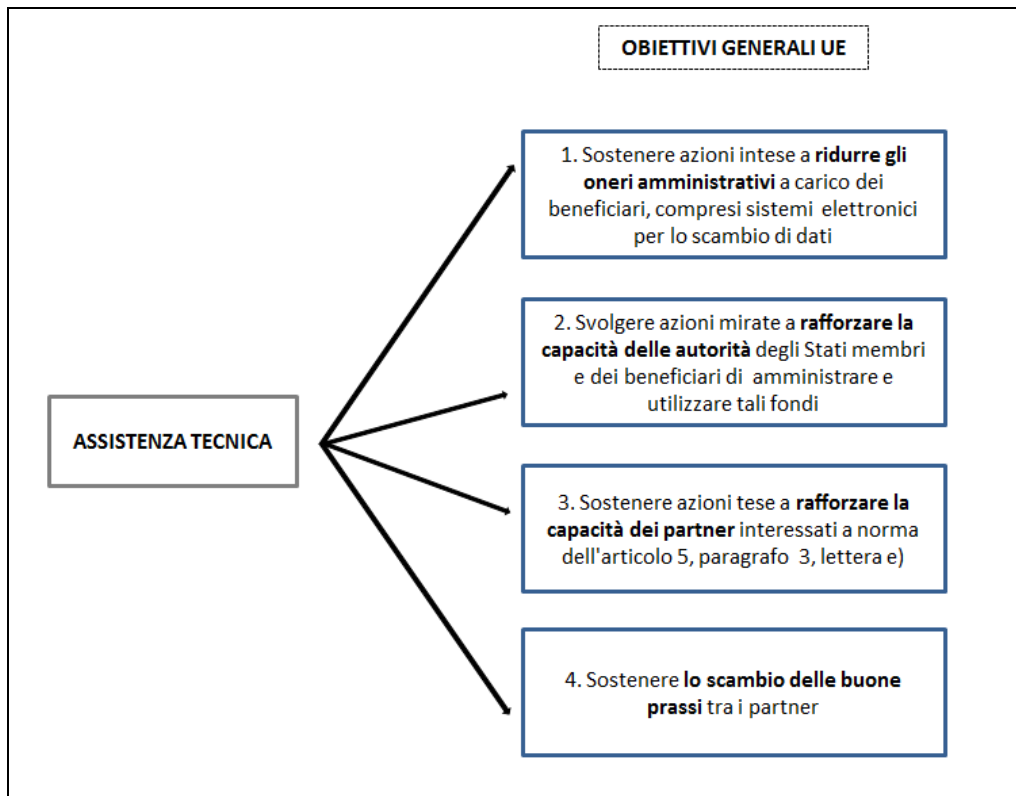 OBIETTIVI GENERALI UE
1. Sostenere azioni intese a ridurre gli
oneri amministrativi a carico dei
beneficiari, compresi sistemi elettronici
per lo scambio di dati
2. Svolgere azioni mirate a rafforzare la
capacità delle autorità degli Stati membri
e dei beneficiari di amministrare e
utilizzare tali fondi
ASSISTENZA TECNICA
3. Sostenere azioni tese a rafforzare la
capacità dei partner interessati a norma
dell'articolo 5, paragrafo 3, lettera e)
4. Sostenere lo scambio delle buone
prassi tra i partner